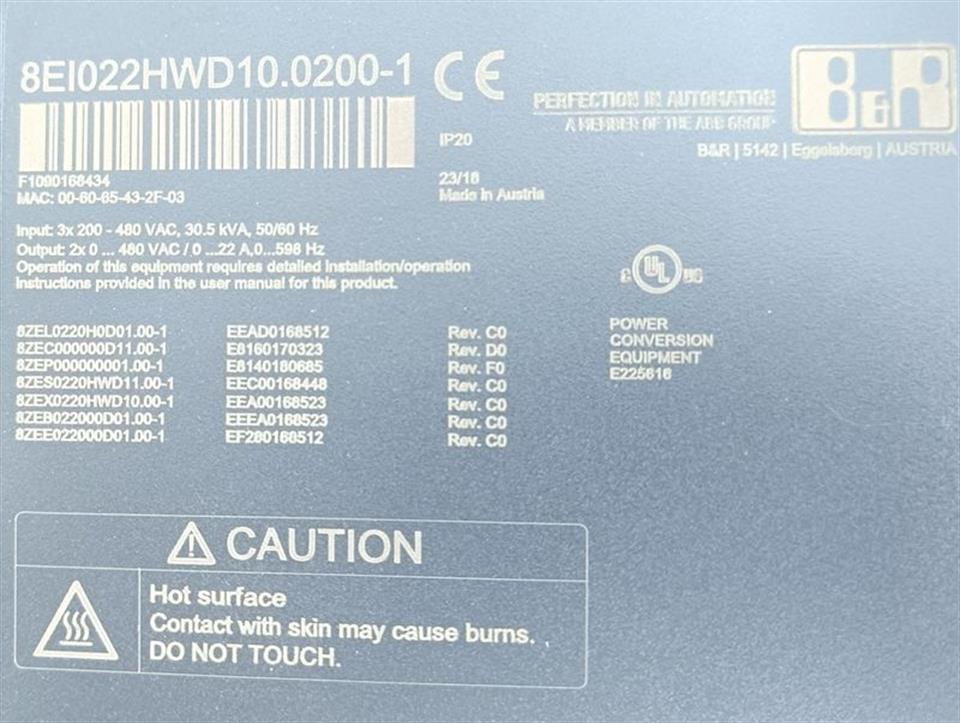 8EI022HWD10.0200-1
CE
B&R
PERFECTION IN AUTOMATION
A MEMBER OF THE ABB GROUP
IP20
B&R | 5142 | Eggelsberg | AUSTRIA
F1090168434
23/18
MAC: 00-60-65-43-2F-03
Made in Austria
Input: 3x 200 - 480 VAC, 30.5 kVA, 50/60 Hz
Output: 2x 0 ... 480 VAC / 0 ...22 A,0...598 Hz
Operation of this equipment requires detailed installation/operation
instructions provided in the user manual for this product.
c UL US
8ZEL0220H0D01.00-1 EEAD0168512 Rev. C0
8ZEC000000D11.00-1 E8160170323 Rev. D0
8ZEP000000001.00-1 E8140180685 Rev. F0
8ZES0220HWD11.00-1 EEC00168448 Rev. C0
8ZEX0220HWD10.00-1 EEA00168523 Rev. C0
8ZEB022000D01.00-1 EEEA0168523 Rev. C0
8ZEE022000D01.00-1 EF280168512 Rev. C0
POWER
CONVERSION
EQUIPMENT
E225616
CAUTION
Hot surface
Contact with skin may cause burns.
DO NOT TOUCH.